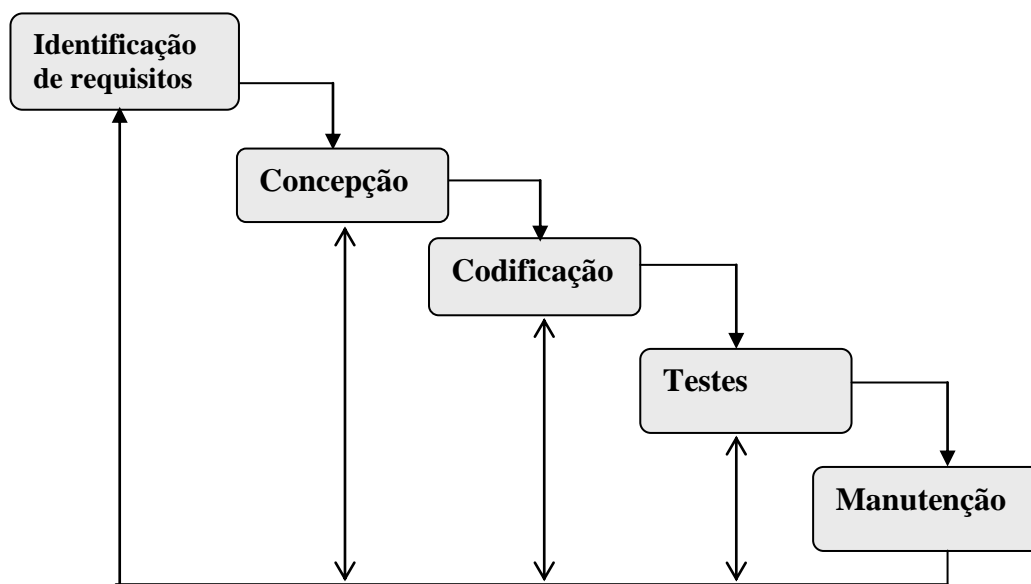 Identificação
de requisitos
Concepção
Codificação
Testes
Manutenção